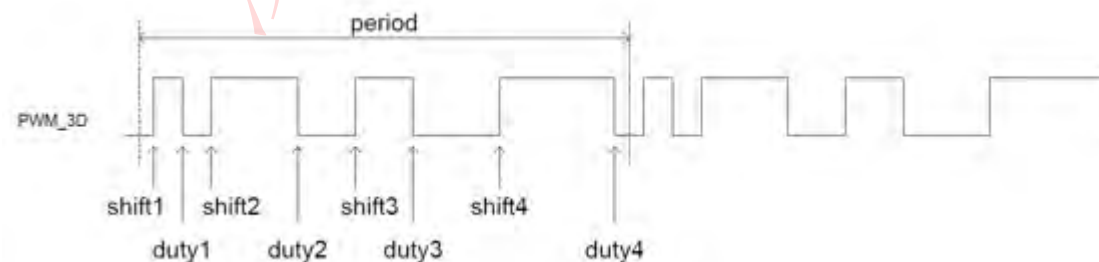 period
PWM_3D
shift1 shift2 shift3 shift4
duty1 duty2 duty3 duty4